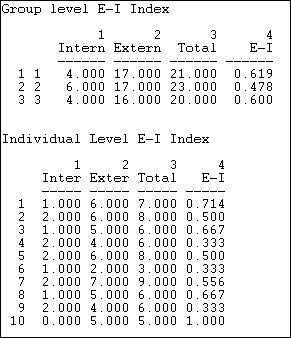 Group level E-I Index
1 2 3 4
Intern Extern Total E-I
------ ------ ------ ------
1 1 4.000 17.000 21.000 0.619
2 2 6.000 17.000 23.000 0.478
3 3 4.000 16.000 20.000 0.600
Individual Level E-I Index
1 2 3 4
Inter Exter Total E-I
----- ----- ----- -----
1 1.000 6.000 7.000 0.714
2 2.000 6.000 8.000 0.500
3 1.000 5.000 6.000 0.667
4 2.000 4.000 6.000 0.333
5 2.000 6.000 8.000 0.500
6 1.000 2.000 3.000 0.333
7 2.000 7.000 9.000 0.556
8 1.000 5.000 6.000 0.667
9 2.000 4.000 6.000 0.333
10 0.000 5.000 5.000 1.000